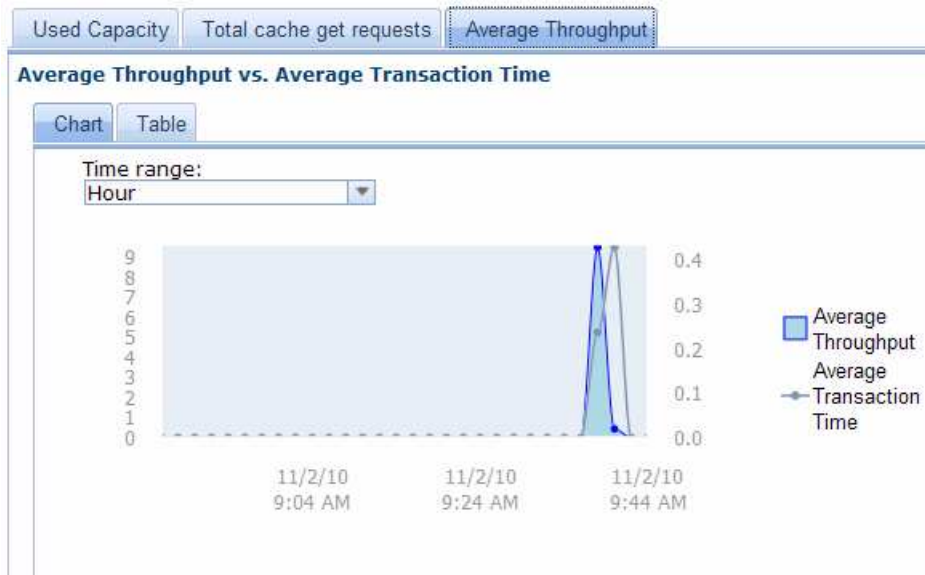 Used Capacity
Total cache get requests
Average Throughput
Average Throughput vs. Average Transaction Time
Chart
Table
Time range:
Hour
9
8
7
6
5
4
3
2
1
0
0.4
0.3
0.2
0.1
0.0
11/2/10
9:04 AM
11/2/10
9:24 AM
11/2/10
9:44 AM
Average
Throughput
Average
Transaction
Time